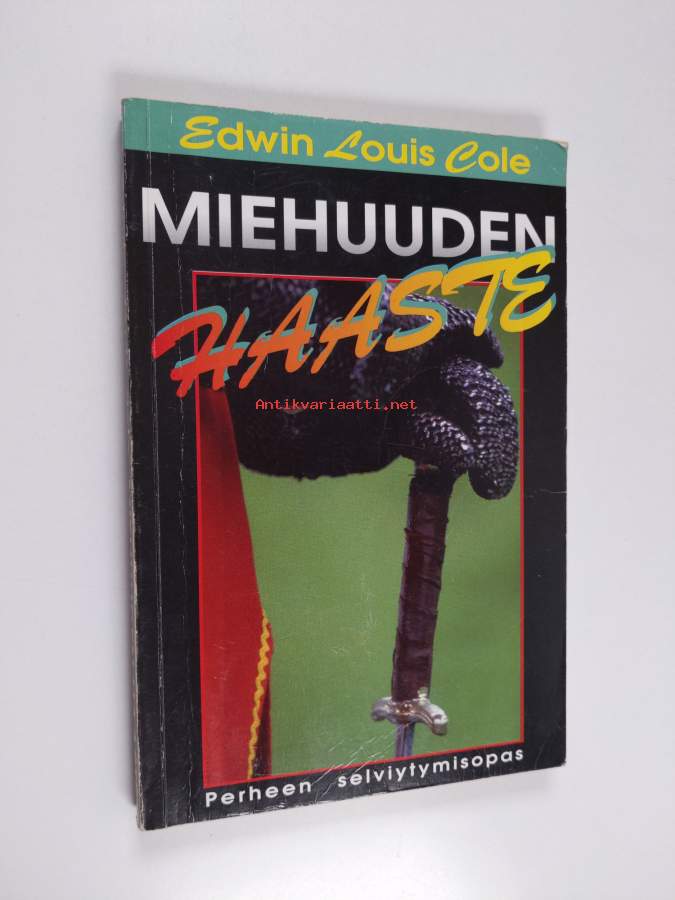 Edwin Louis Cole
MIEHUUDEN
HAASTE
Antikvariaatti.net
Perheen selviytymisopas